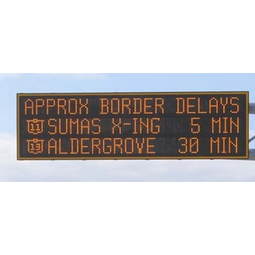 APPROX BORDER DELAYS
11 SUMAS X-ING 5 MIN
13 ALDERGROVE 30 MIN